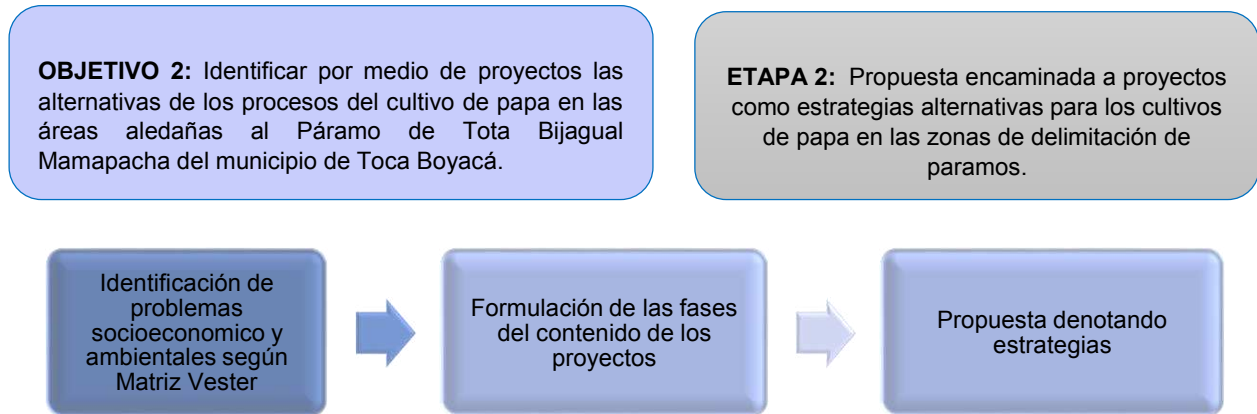 OBJETIVO 2: Identificar por medio de proyectos las
alternativas de los procesos del cultivo de papa en las
áreas aledañas al Páramo de Tota Bijagual
Mamapacha del municipio de Toca Boyacá.
ETAPA 2: Propuesta encaminada a proyectos
como estrategias alternativas para los cultivos
de papa en las zonas de delimitación de
paramos.
Identificación de
problemas
socioeconomico y
ambientales según
Matriz Vester
Formulación de las fases
del contenido de los
proyectos
Propuesta denotando
estrategias